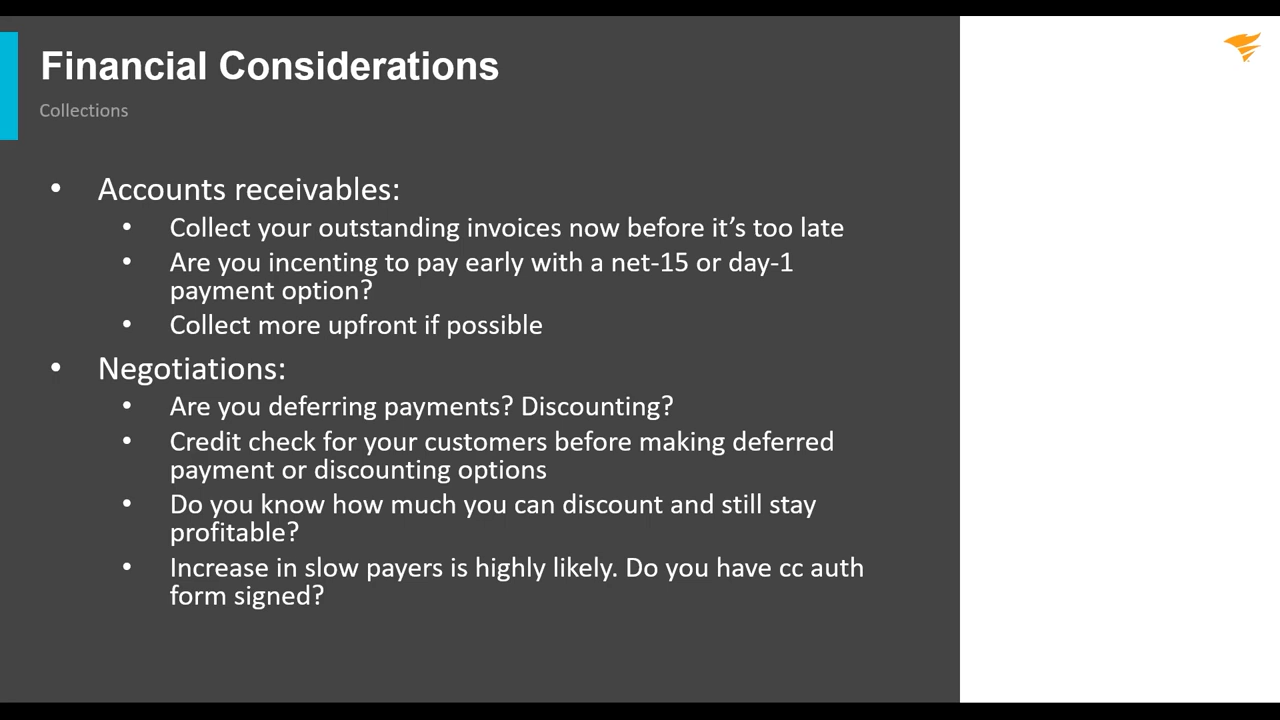 Financial Considerations
Collections
• Accounts receivables:
• Collect your outstanding invoices now before it’s too late
• Are you incenting to pay early with a net-15 or day-1
payment option?
• Collect more upfront if possible
• Negotiations:
• Are you deferring payments? Discounting?
• Credit check for your customers before making deferred
payment or discounting options
• Do you know how much you can discount and still stay
profitable?
• Increase in slow payers is highly likely. Do you have cc auth
form signed?